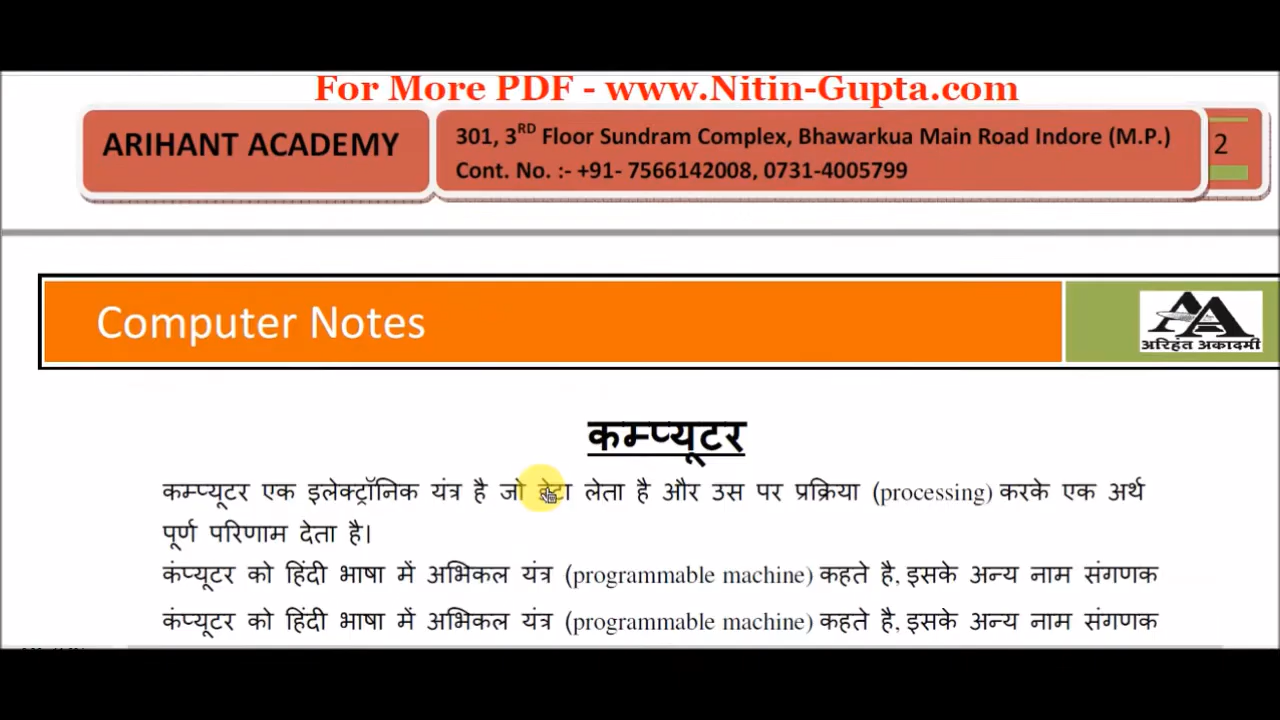 For More PDF - www.Nitin-Gupta.com
ARIHANT ACADEMY
301, 3RD Floor Sundram Complex, Bhawarkua Main Road Indore (M.P.)
Cont. No. :- +91- 7566142008, 0731-4005799
2
Computer Notes
अरिहंत अकादमी
कम्प्यूटर
कम्प्यूटर एक इलेक्ट्रॉनिक यंत्र है जो डेटा लेता है और उस पर प्रक्रिया (processing) करके एक अर्थ
पूर्ण परिणाम देता है।
कंप्यूटर को हिंदी भाषा में अभिकल यंत्र (programmable machine) कहते है, इसके अन्य नाम संगणक
कंप्यूटर को हिंदी भाषा में अभिकल यंत्र (programmable machine) कहते है, इसके अन्य नाम संगणक